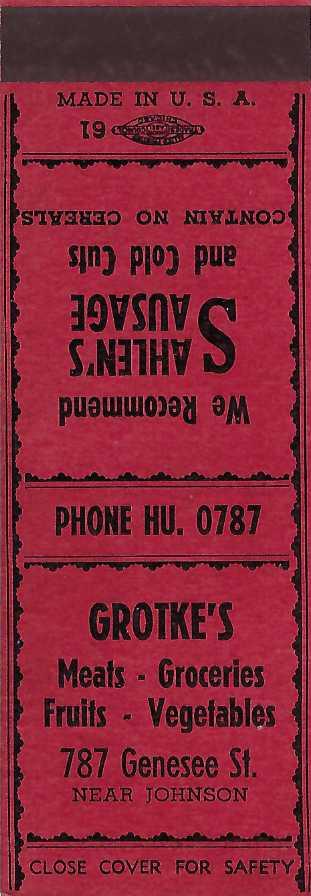 MADE IN U. S. A.
19
We Recommend
SAHLEN'S
SAUSAGE
and Cold Cuts
CONTAIN NO CEREALS
PHONE HU. 0787
GROTKE'S
Meats - Groceries
Fruits - Vegetables
787 Genesee St.
NEAR JOHNSON
CLOSE COVER FOR SAFETY